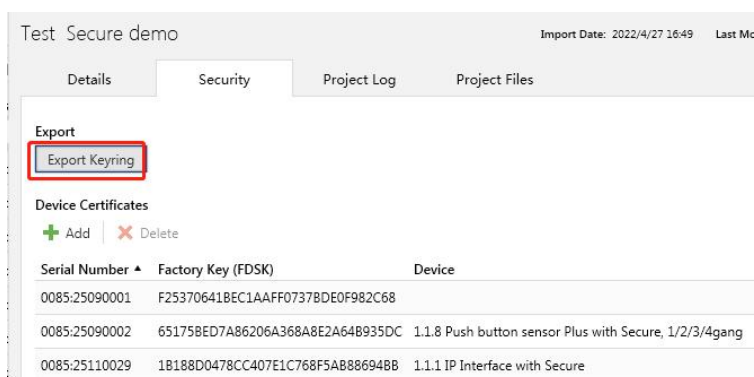 Test Secure demo Import Date: 2022/4/27 16:49 Last Mo
Details Security Project Log Project Files
Export
Export Keyring
Device Certificates
Add Delete
Serial Number Factory Key (FDSK) Device
0085:25090001 F25370641BEC1AAFF0737BDE0F982C68
0085:25090002 65175BED7A86206A368A8E2A64B935DC 1.1.8 Push button sensor Plus with Secure, 1/2/3/4gang
0085:25110029 1B188D0478CC407E1C768F5AB88694BB 1.1.1 IP Interface with Secure